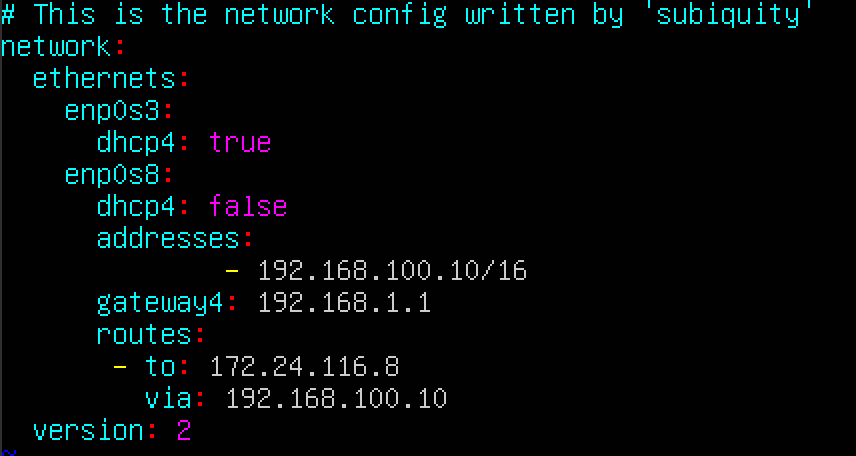 # This is the network config written by 'subiquity'
network:
  ethernets:
    enp0s3:
      dhcp4: true
    enp0s8:
      dhcp4: false
      addresses:
              - 192.168.100.10/16
      gateway4: 192.168.1.1
      routes:
       - to: 172.24.116.8
         via: 192.168.100.10
  version: 2
~